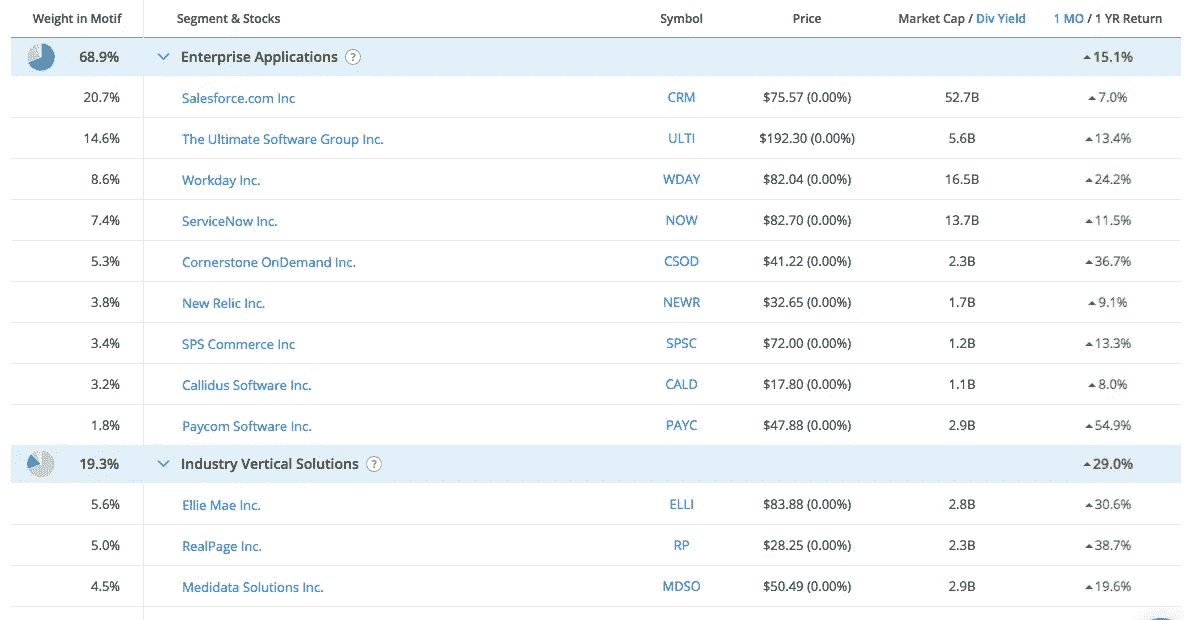 Weight in Motif Segment & Stocks Symbol Price Market Cap / Div Yield 1 MO / 1 YR Return
68.9% Enterprise Applications ? 15.1%
20.7% Salesforce.com Inc CRM $75.57 (0.00%) 52.7B 7.0%
14.6% The Ultimate Software Group Inc. ULTI $192.30 (0.00%) 5.6B 13.4%
8.6% Workday Inc. WDAY $82.04 (0.00%) 16.5B 24.2%
7.4% ServiceNow Inc. NOW $82.70 (0.00%) 13.7B 11.5%
5.3% Cornerstone OnDemand Inc. CSOD $41.22 (0.00%) 2.3B 36.7%
3.8% New Relic Inc. NEWR $32.65 (0.00%) 1.7B 9.1%
3.4% SPS Commerce Inc SPSC $72.00 (0.00%) 1.2B 13.3%
3.2% Callidus Software Inc. CALD $17.80 (0.00%) 1.1B 8.0%
1.8% Paycom Software Inc. PAYC $47.88 (0.00%) 2.9B 54.9%
19.3% Industry Vertical Solutions ? 29.0%
5.6% Ellie Mae Inc. ELLI $83.88 (0.00%) 2.8B 30.6%
5.0% RealPage Inc. RP $28.25 (0.00%) 2.3B 38.7%
4.5% Medidata Solutions Inc. MDSO $50.49 (0.00%) 2.9B 19.6%